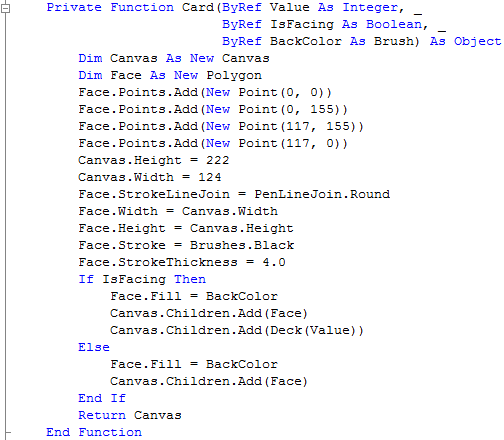 Private Function Card(ByRef Value As Integer, _
ByRef IsFacing As Boolean, _
ByRef BackColor As Brush) As Object
Dim Canvas As New Canvas
Dim Face As New Polygon
Face.Points.Add(New Point(0, 0))
Face.Points.Add(New Point(0, 155))
Face.Points.Add(New Point(117, 155))
Face.Points.Add(New Point(117, 0))
Canvas.Height = 222
Canvas.Width = 124
Face.StrokeLineJoin = PenLineJoin.Round
Face.Width = Canvas.Width
Face.Height = Canvas.Height
Face.Stroke = Brushes.Black
Face.StrokeThickness = 4.0
If IsFacing Then
Face.Fill = BackColor
Canvas.Children.Add(Face)
Canvas.Children.Add(Deck(Value))
Else
Face.Fill = BackColor
Canvas.Children.Add(Face)
End If
Return Canvas
End Function